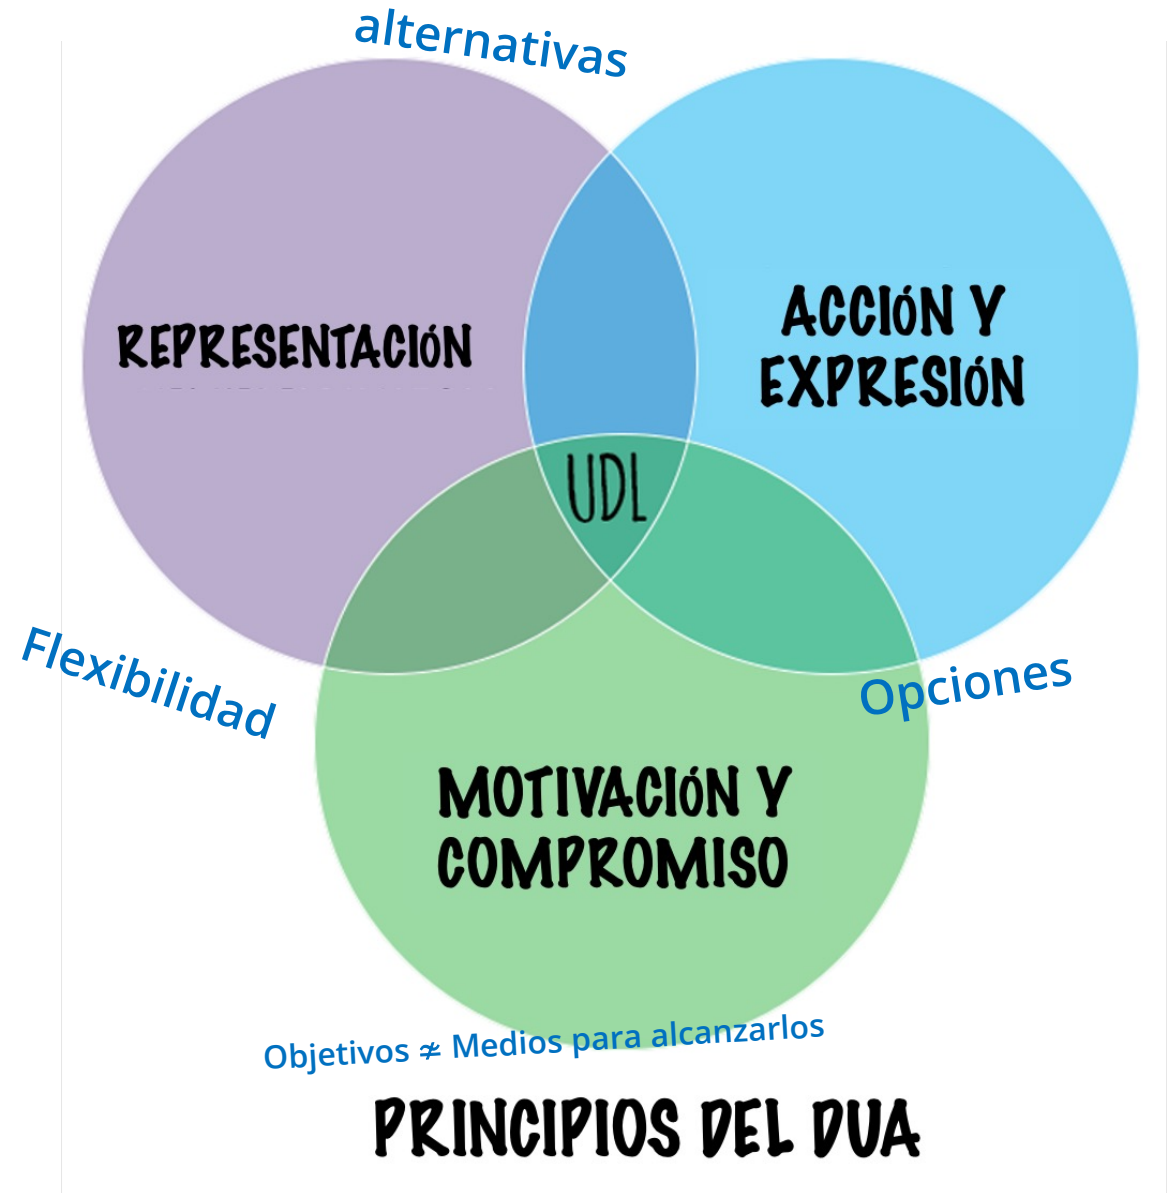 alternativas
REPRESENTACIÓN
ACCIÓN Y
EXPRESIÓN
UDL
Flexibilidad
Opciones
MOTIVACIÓN Y
COMPROMISO
Objetivos ≉ Medios para alcanzarlos
PRINCIPIOS DEL DUA